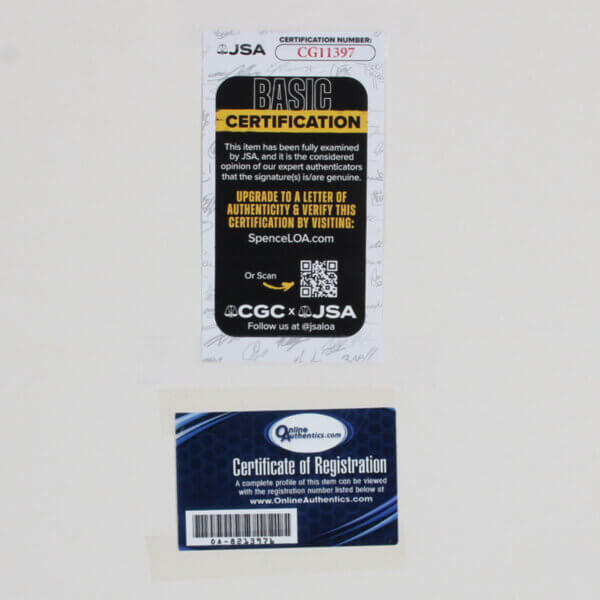 JSA
CERTIFICATION NUMBER:
CG11397
BASIC
CERTIFICATION
This item has been fully examined
by JSA, and it is the considered
opinion of our expert authenticators
that the signature(s) is/are genuine.
UPGRADE TO A LETTER OF
AUTHENTICITY & VERIFY THIS
CERTIFICATION BY VISITING:
SpenceLOA.com
Or Scan
CGC x JSA
Follow us at @jsaloa
Online
Authentics.com
Certificate of Registration
A complete profile of this item can be viewed
with the registration number listed below at
www.OnlineAuthentics.com
OA-8213976